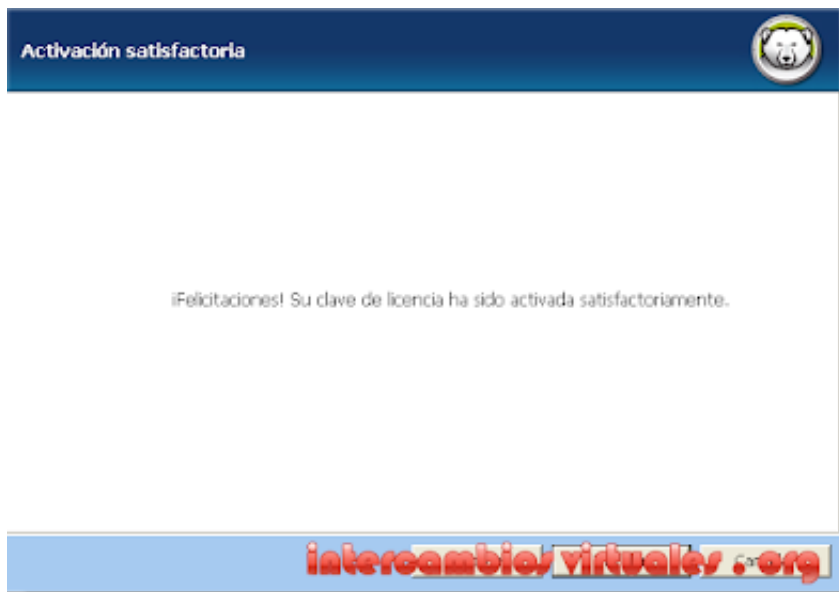 Activación satisfactoria
¡Felicitaciones! Su clave de licencia ha sido activada satisfactoriamente.
intercambios virtuales . org